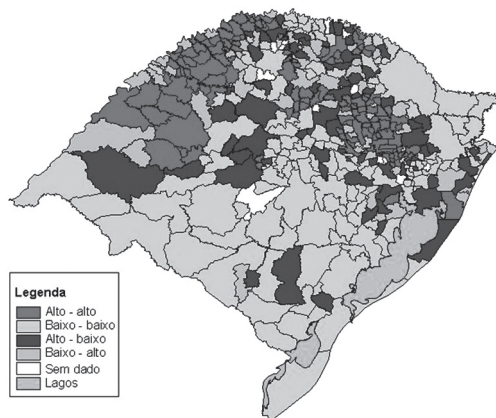 Legenda
Alto - alto
Baixo - baixo
Alto - baixo
Baixo - alto
Sem dado
Lagos